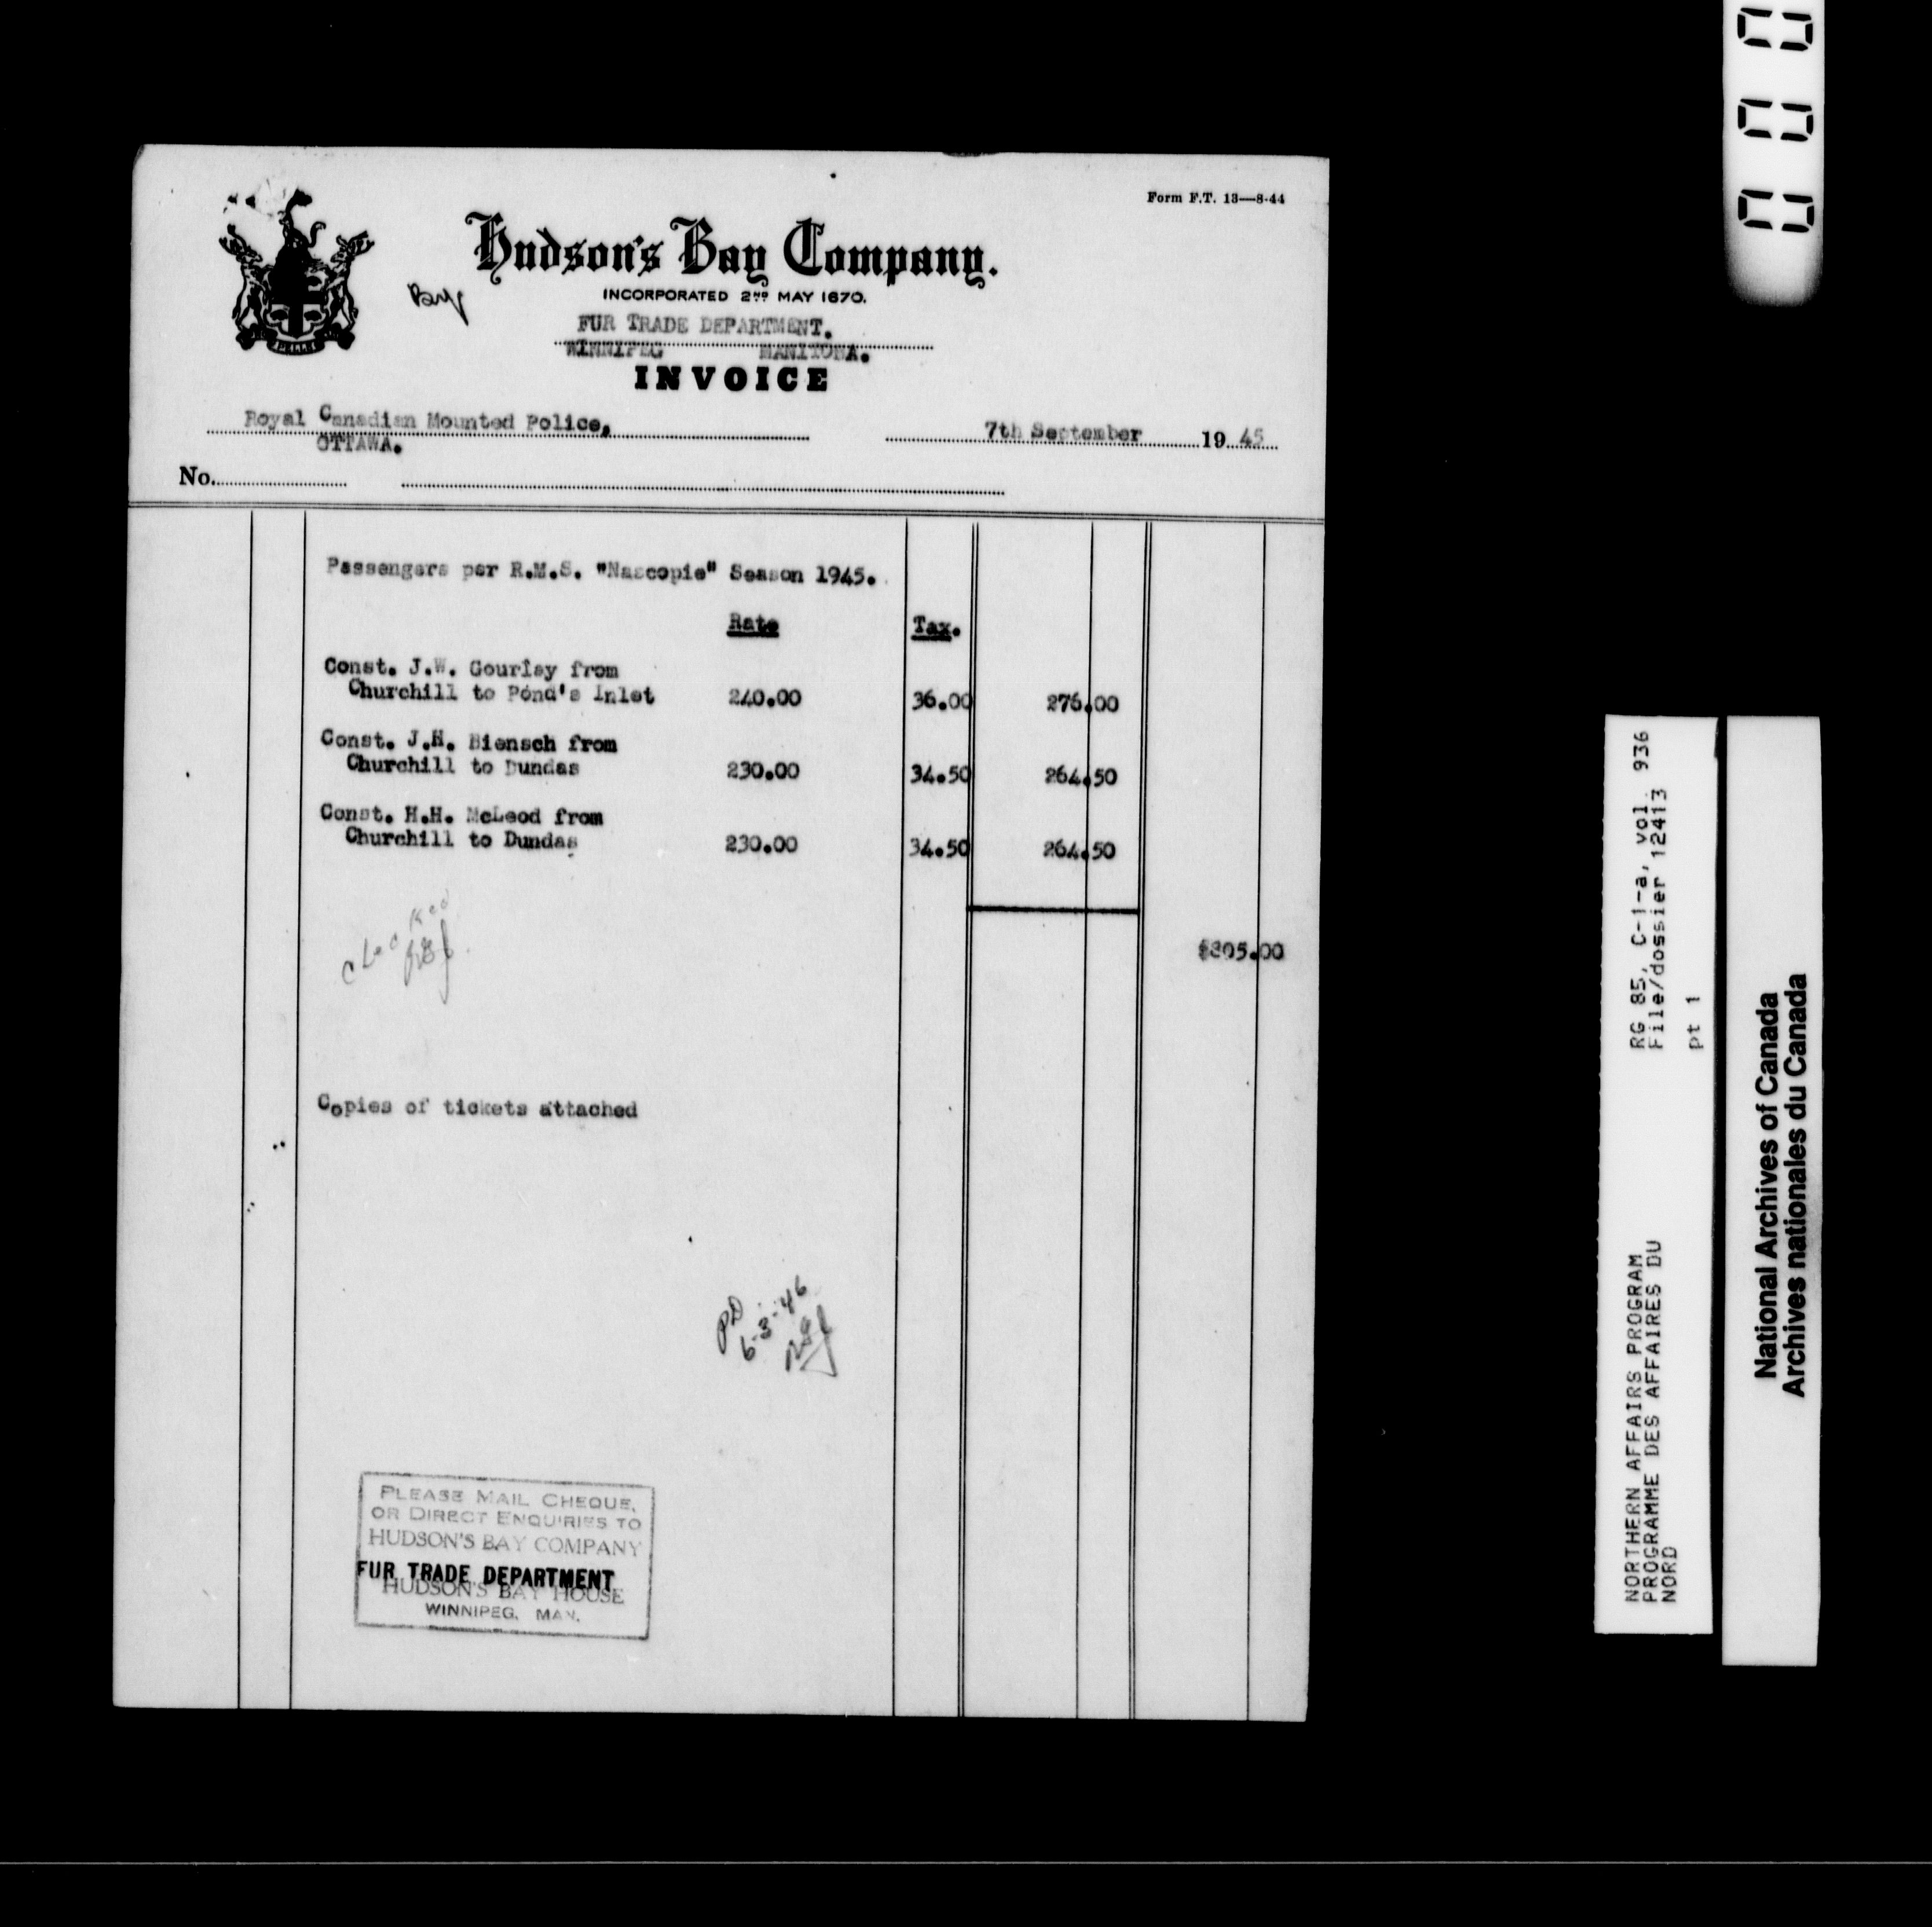 Form F.T. 13—8-44
Hudson's Bay Company.
INCORPORATED 2ND MAY 1670.
FUR TRADE DEPARTMENT.
WINNIPEG MANITOBA.
INVOICE
Royal Canadian Mounted Police,
OTTAWA.
7th September 19 45
No.
Passengers per R.M.S. "Nascopie" Season 1945.
Rate Tax.
Const. J.W. Gourlay from
Churchill to Pond's Inlet 240.00 36.00 276.00
Const. J.H. Biensch from
Churchill to Dundas 230.00 34.50 264.50
Const. H.H. McLeod from
Churchill to Dundas 230.00 34.50 264.50
$805.00
Copies of tickets attached
PD
6-3-46
PLEASE MAIL CHEQUE,
OR DIRECT ENQUIRIES TO
HUDSON'S BAY COMPANY
FUR TRADE DEPARTMENT
HUDSON'S BAY HOUSE
WINNIPEG, MAN.
PELLE
RG 85, C-1-a, vol. 936
File/dossier 12413
pt 1
NORTHERN AFFAIRS PROGRAM
PROGRAMME DES AFFAIRES DU
NORD
National Archives of Canada
Archives nationales du Canada